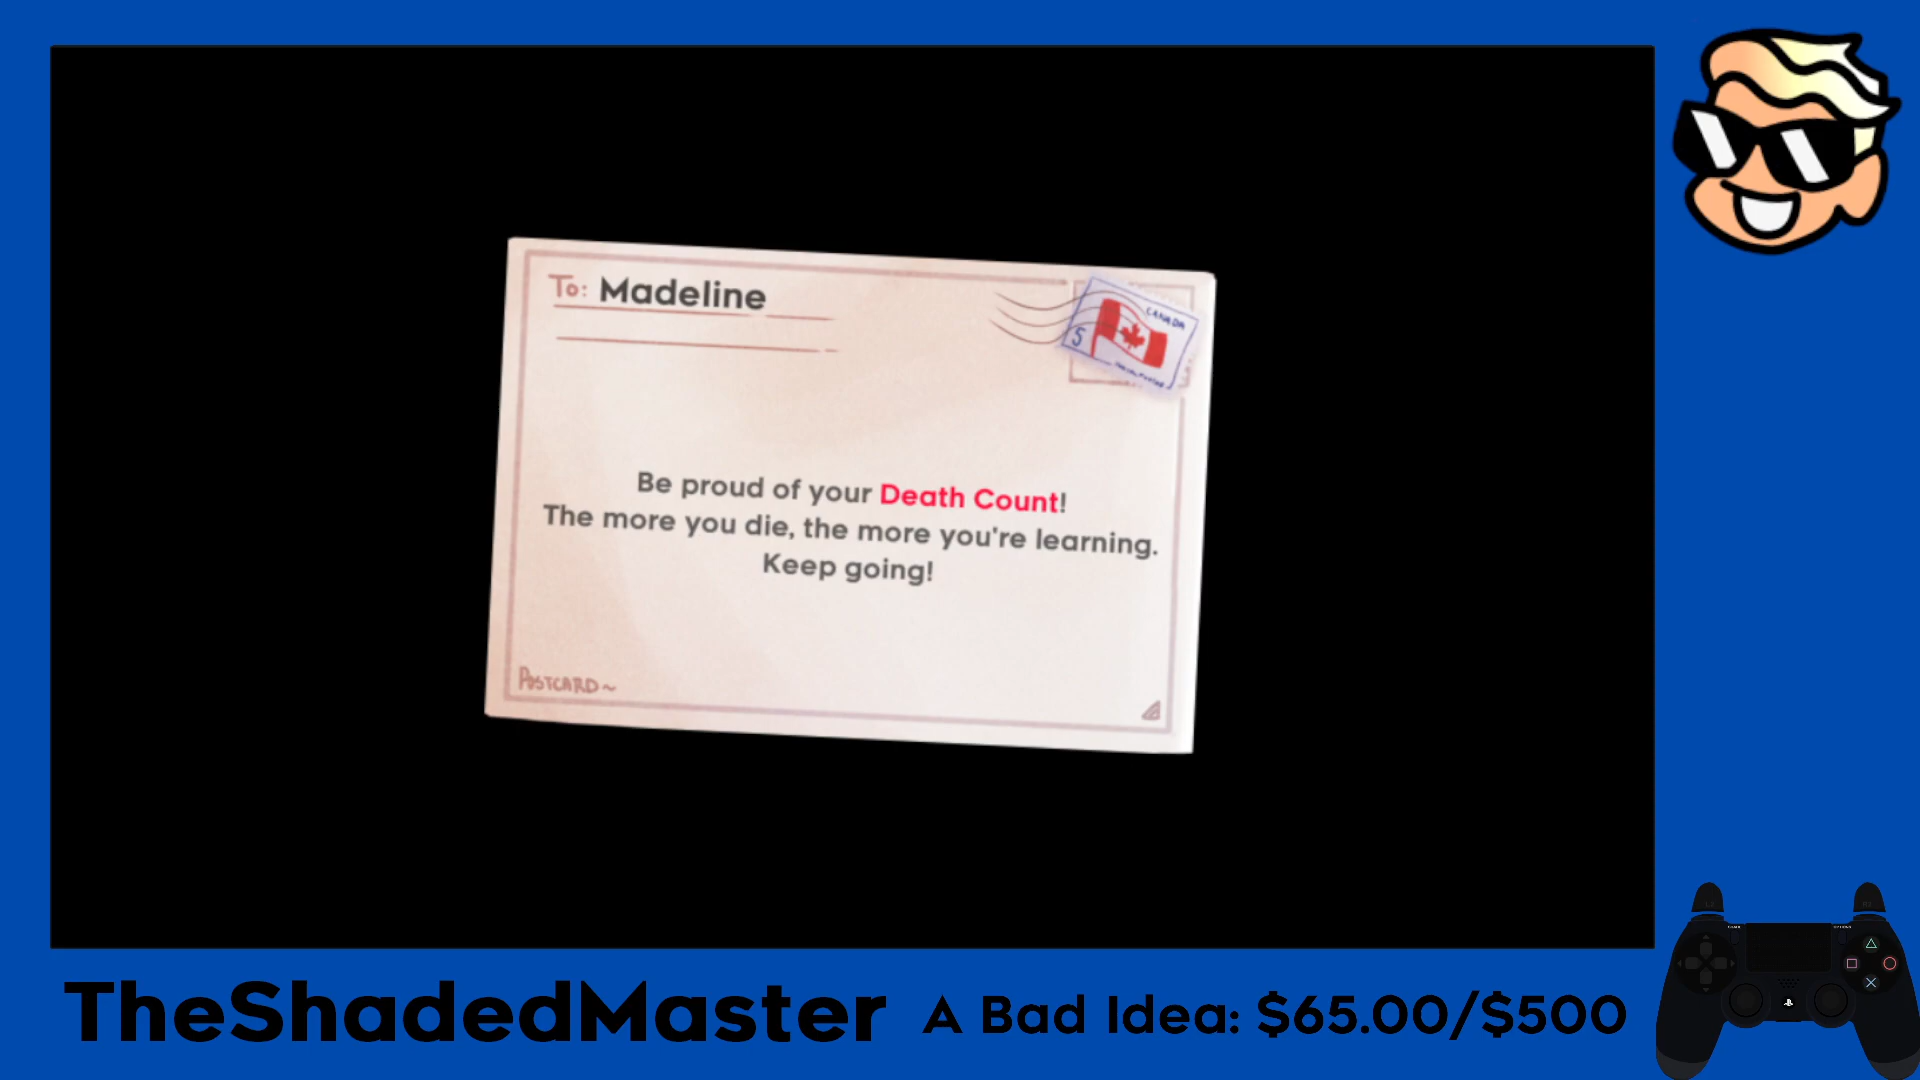 To: Madeline
CANADA
5
Be proud of your Death Count!
The more you die, the more you're learning.
Keep going!
POSTCARD~
TheShadedMaster
A Bad Idea: $65.00/$500